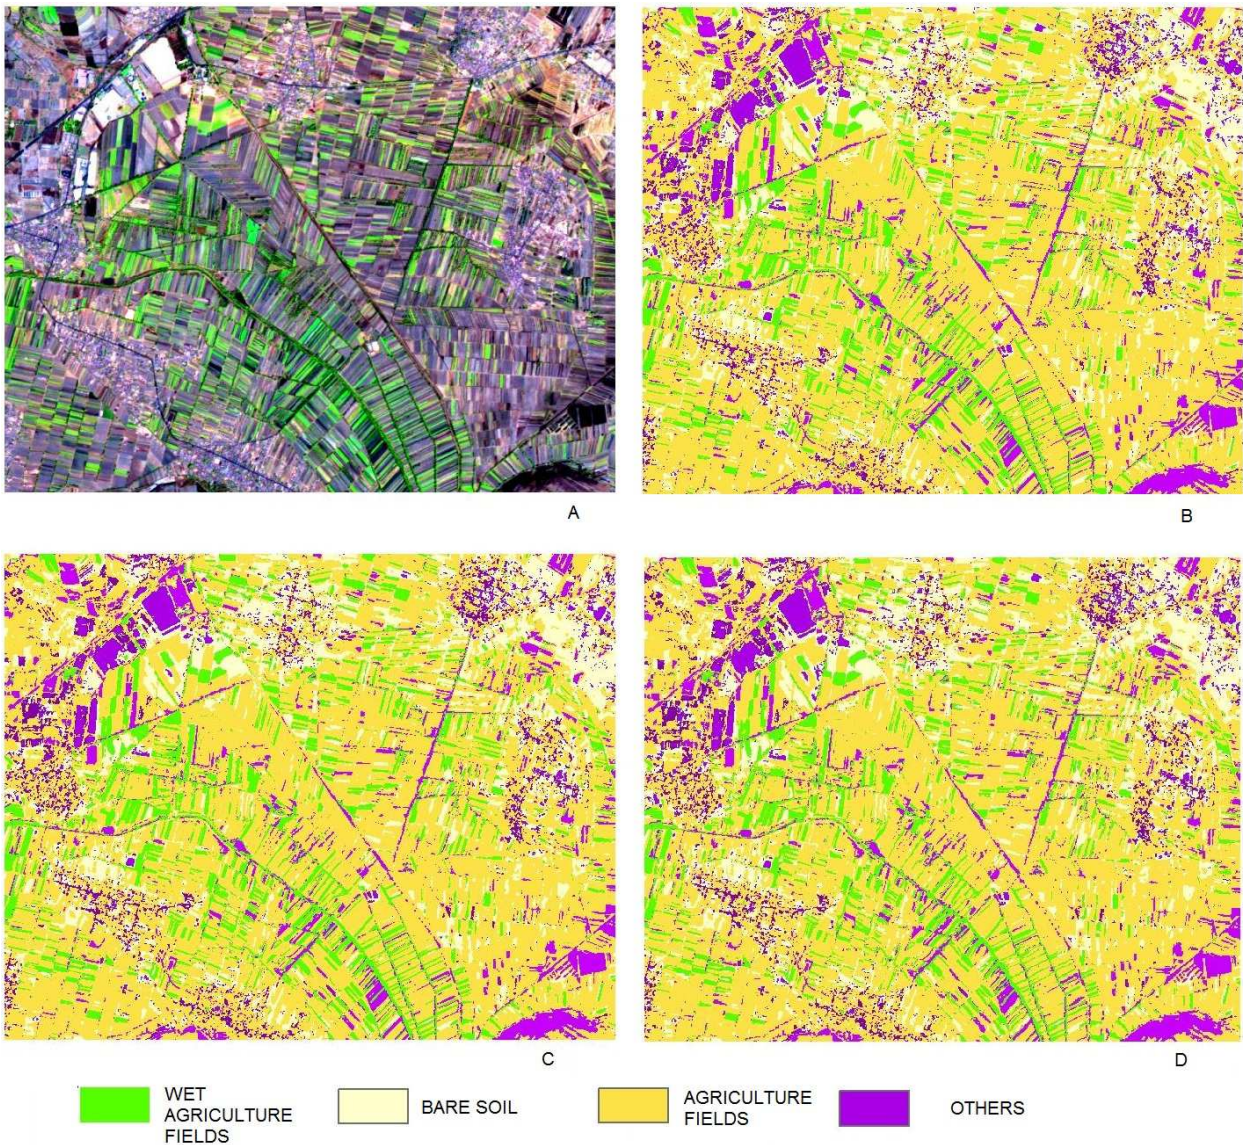 A
B
C
D
WET
AGRICULTURE
FIELDS
BARE SOIL
AGRICULTURE
FIELDS
OTHERS